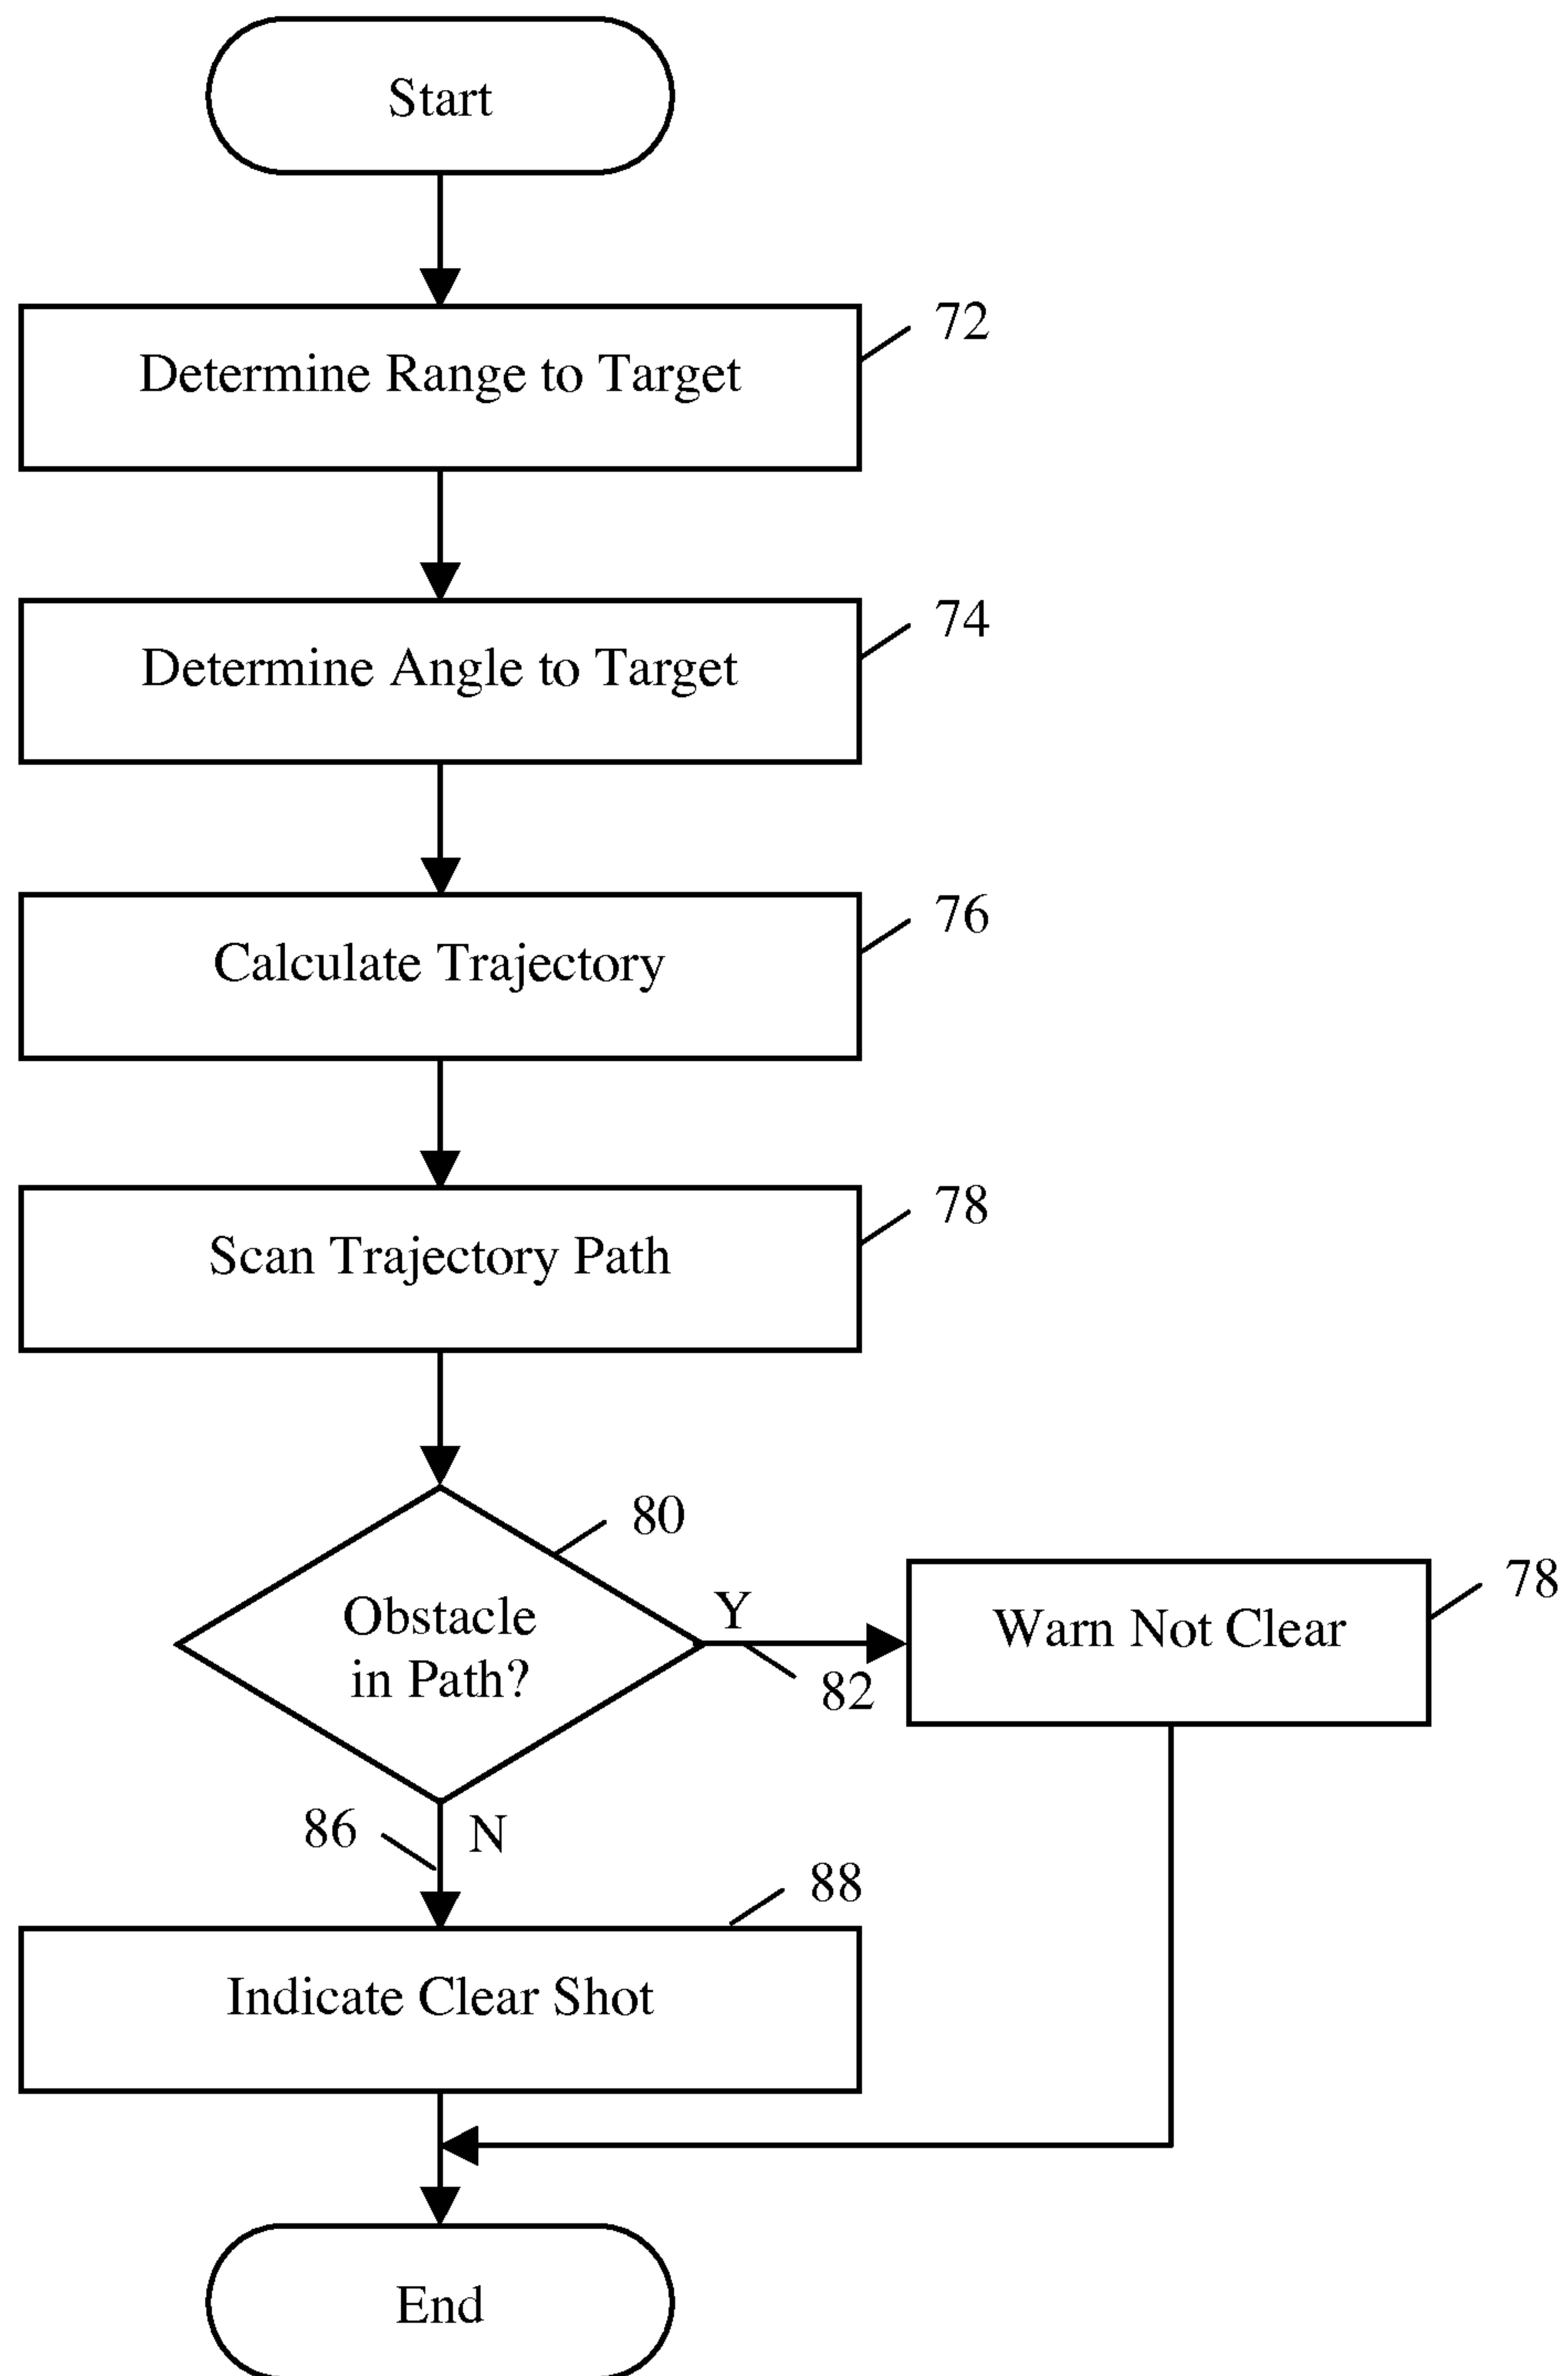 Start
72
Determine Range to Target
74
Determine Angle to Target
76
Calculate Trajectory
78
Scan Trajectory Path
80
Obstacle
in Path?
Y
82
78
Warn Not Clear
86
N
88
Indicate Clear Shot
End